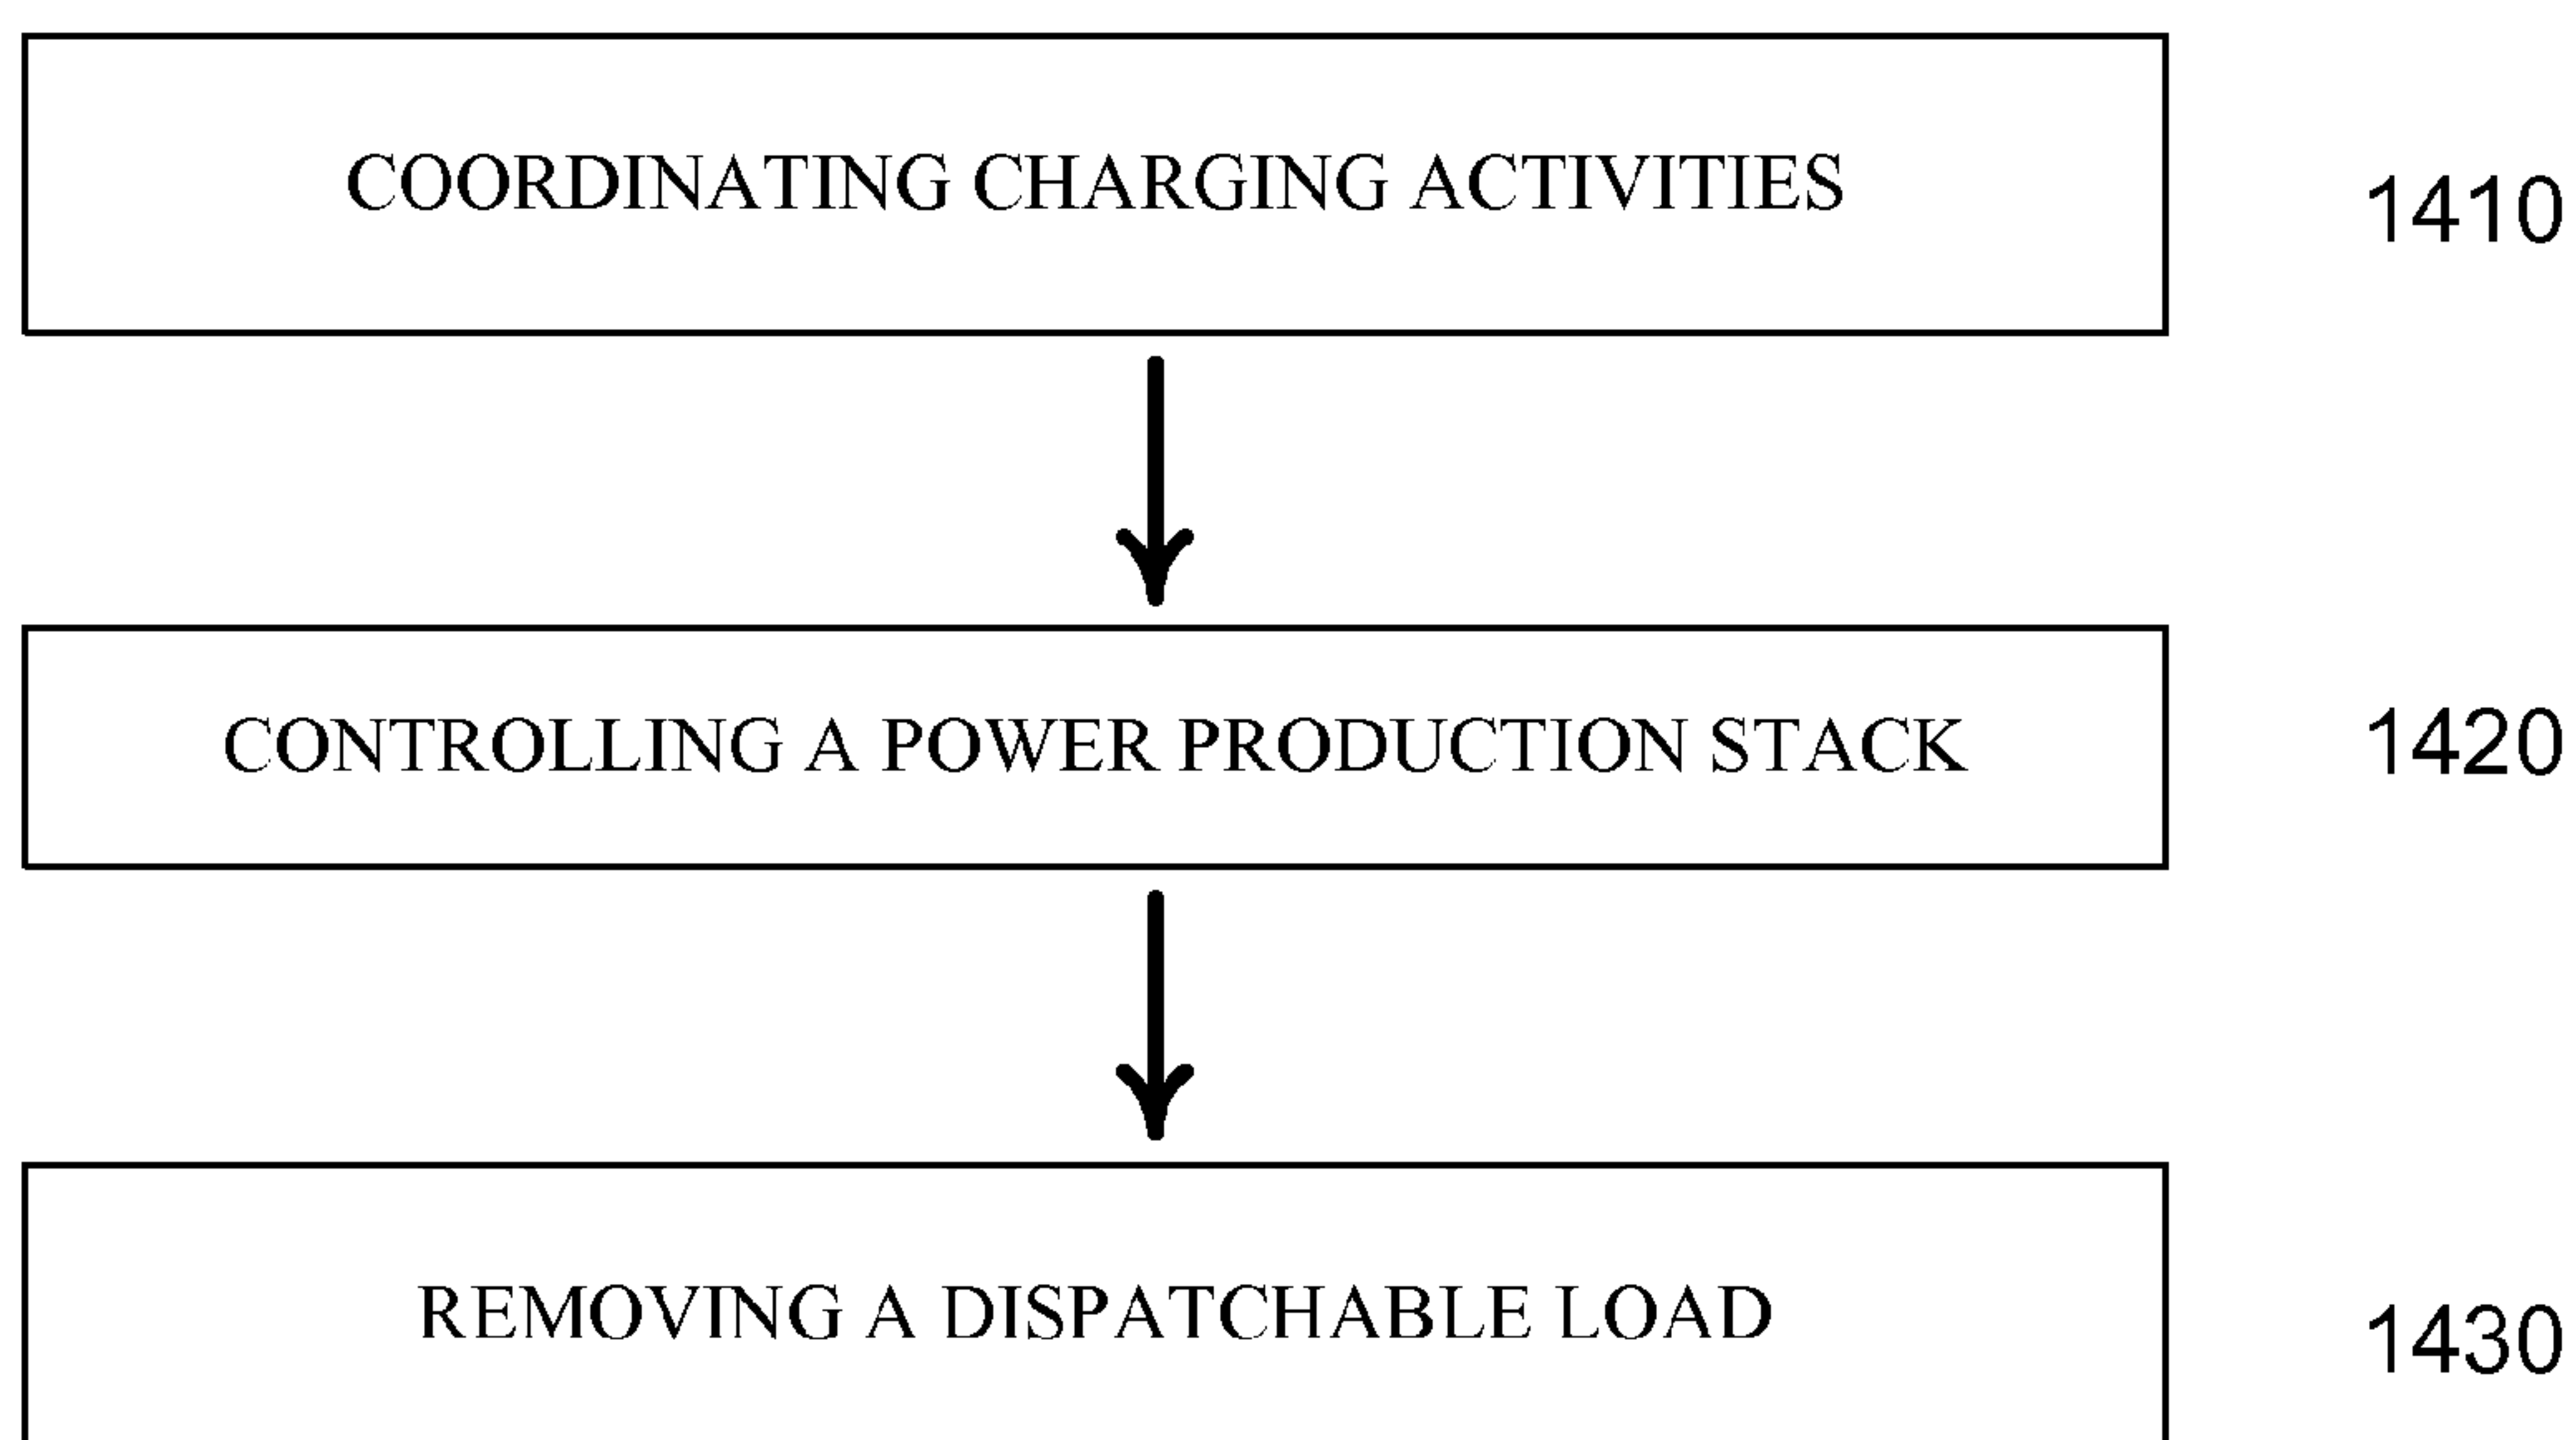 COORDINATING CHARGING ACTIVITIES
1410
CONTROLLING A POWER PRODUCTION STACK
1420
REMOVING A DISPATCHABLE LOAD
1430